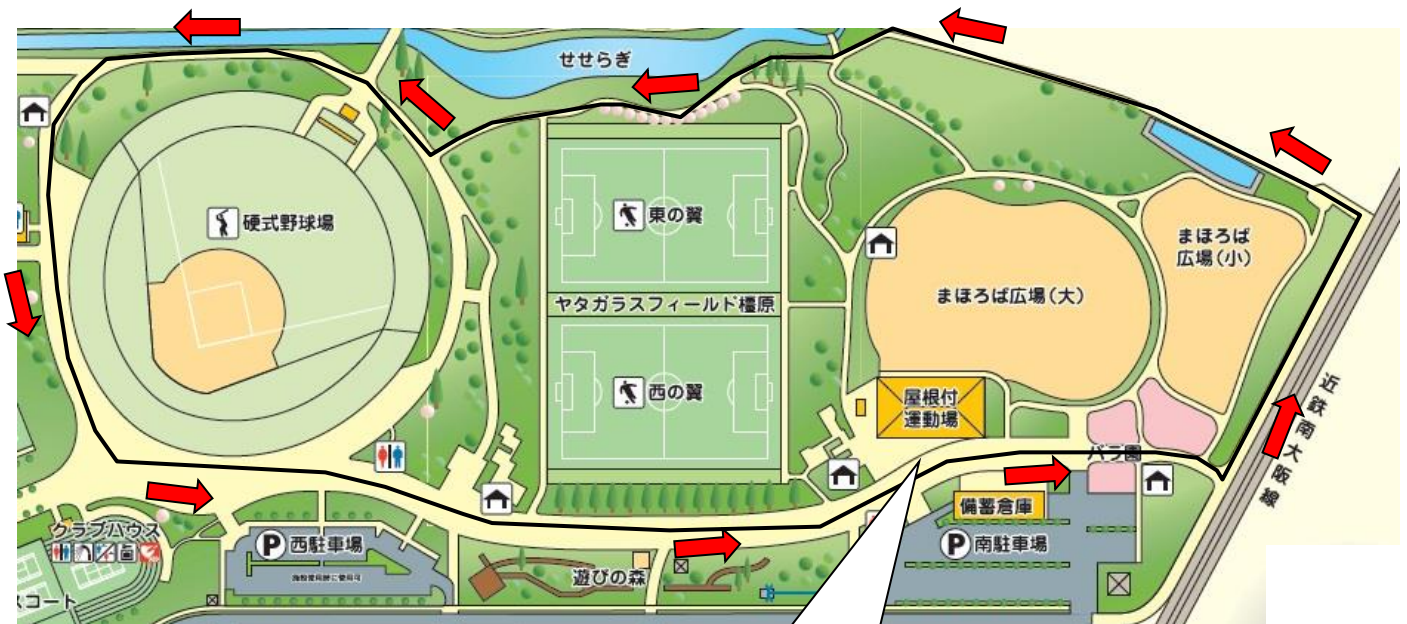 せせらぎ
硬式野球場
東の翼
まほろば
広場(小)
まほろば広場(大)
ヤタガラスフィールド橿原
西の翼
屋根付
運動場
バラ園
近鉄南大阪線
備蓄倉庫
クラブハウス
P 西駐車場
P 南駐車場
遊びの森
スコート